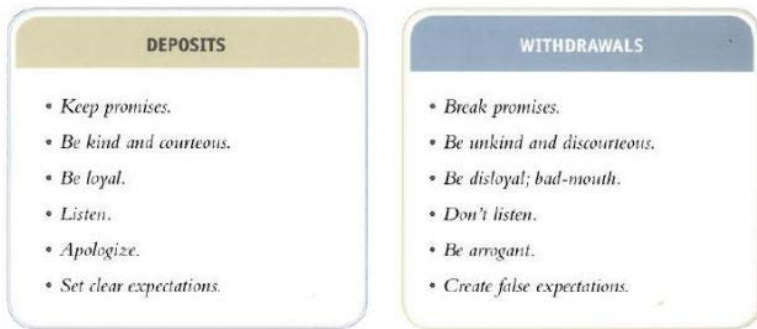 DEPOSITS
• Keep promises.
• Be kind and courteous.
• Be loyal.
• Listen.
• Apologize.
• Set clear expectations.
WITHDRAWALS
• Break promises.
• Be unkind and discourteous.
• Be disloyal; bad-mouth.
• Don't listen.
• Be arrogant.
• Create false expectations.